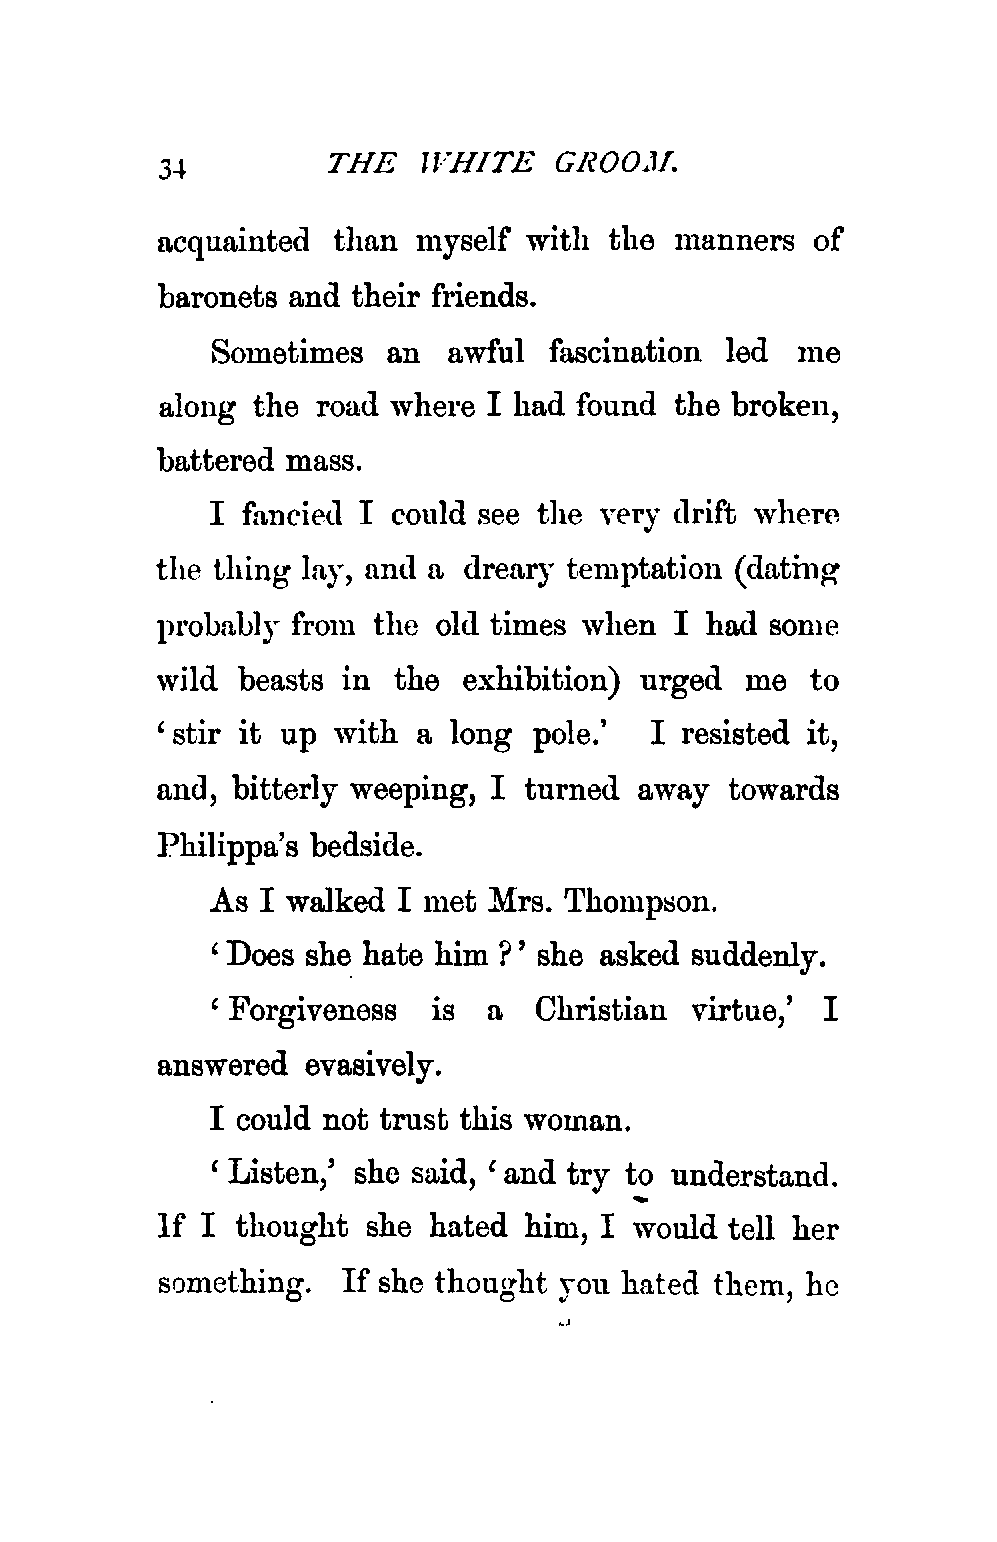 34 THE WHITE GROOM.
acquainted than myself with the manners of
baronets and their friends.
Sometimes an awful fascination led me
along the road where I had found the broken,
battered mass.
I fancied I could see the very drift where
the thing lay, and a dreary temptation (dating
probably from the old times when I had some
wild beasts in the exhibition) urged me to
‘stir it up with a long pole.’ I resisted it,
and, bitterly weeping, I turned away towards
Philippa’s bedside.
As I walked I met Mrs. Thompson.
‘Does she hate him?’ she asked suddenly.
‘Forgiveness is a Christian virtue,’ I
answered evasively.
I could not trust this woman.
‘Listen,’ she said, ‘and try to understand.
If I thought she hated him, I would tell her
something. If she thought you hated them, he